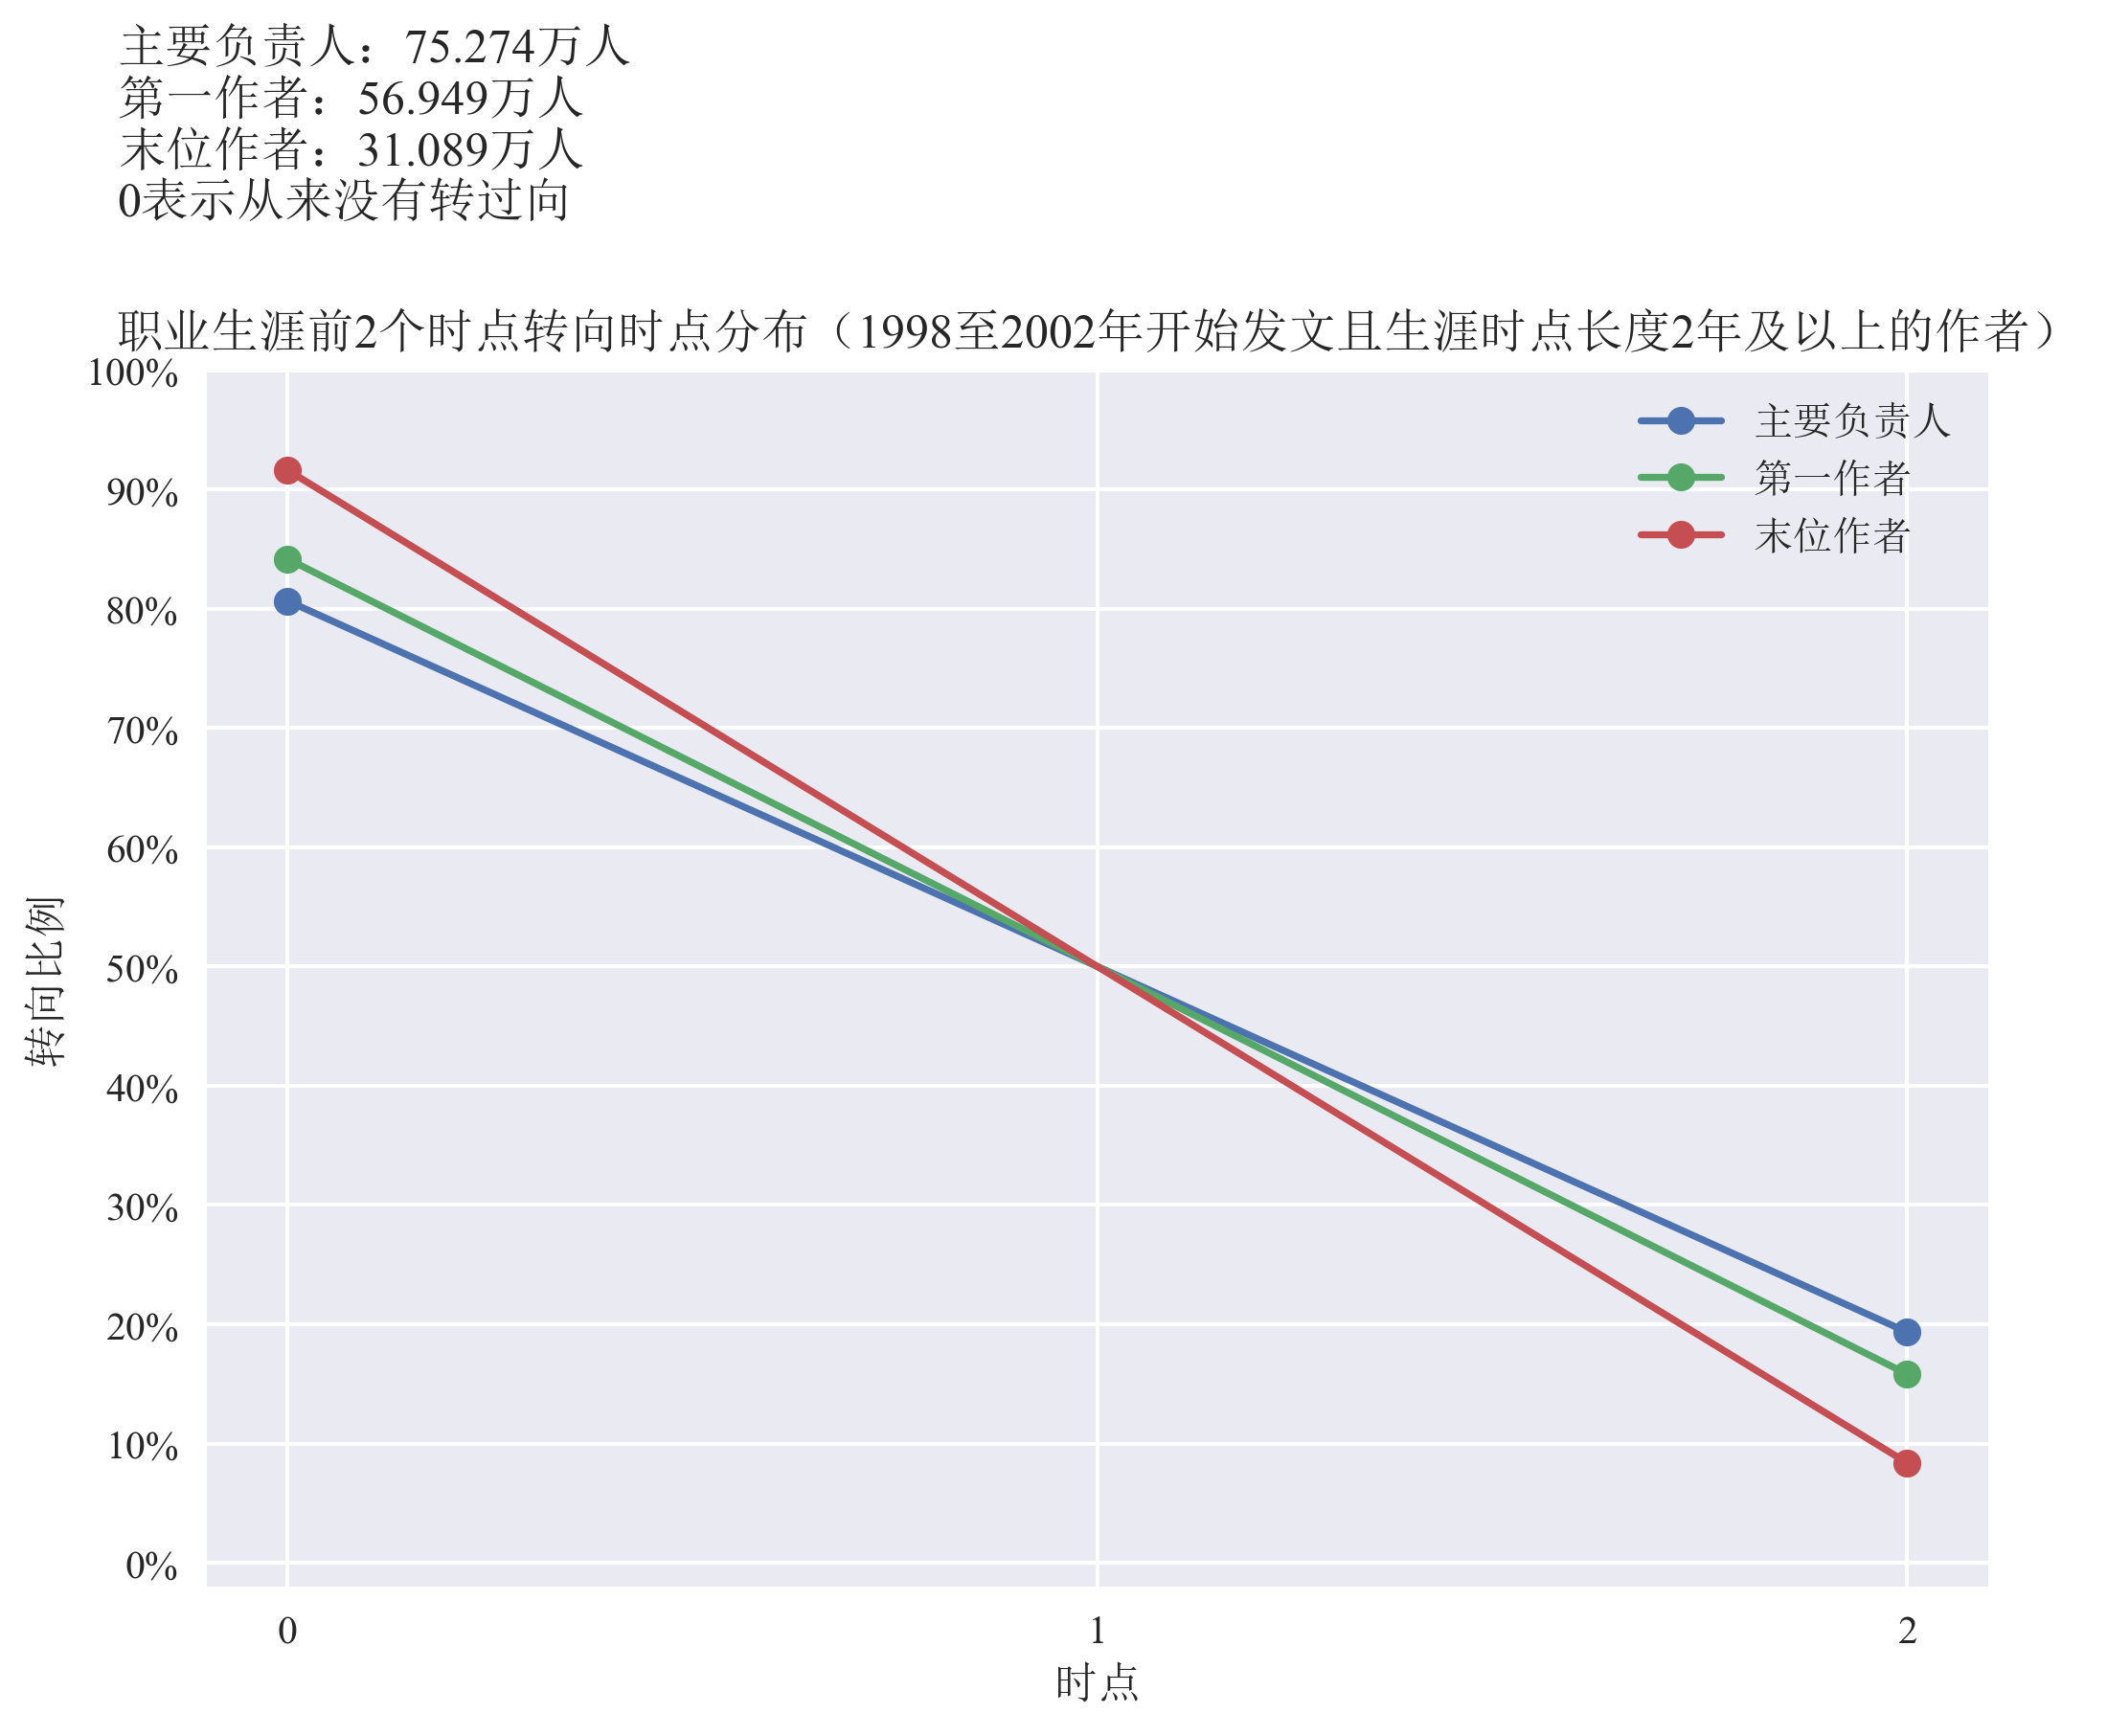 主要负责人：75.274万人
第一作者：56.949万人
末位作者：31.089万人
0表示从来没有转过向
职业生涯前2个时点转向时点分布（1998至2002年开始发文且生涯时点长度2年及以上的作者）
100%
90%
80%
70%
60%
50%
40%
30%
20%
10%
0%
转向比例
主要负责人
第一作者
末位作者
0
1
2
时点